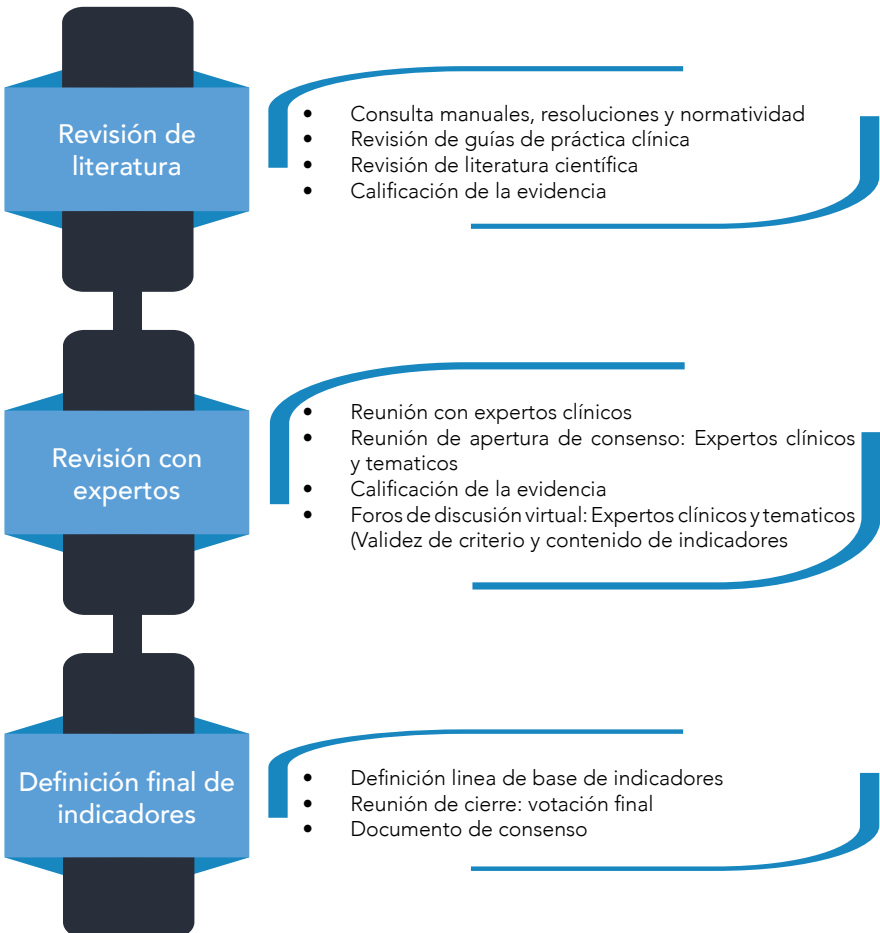 Revisión de
literatura
• Consulta manuales, resoluciones y normatividad
• Revisión de guías de práctica clínica
• Revisión de literatura científica
• Calificación de la evidencia
Revisión con
expertos
• Reunión con expertos clínicos
• Reunión de apertura de consenso: Expertos clínicos
y tematicos
• Calificación de la evidencia
• Foros de discusión virtual: Expertos clínicos y tematicos
(Validez de criterio y contenido de indicadores
Definición final de
indicadores
• Definición linea de base de indicadores
• Reunión de cierre: votación final
• Documento de consenso